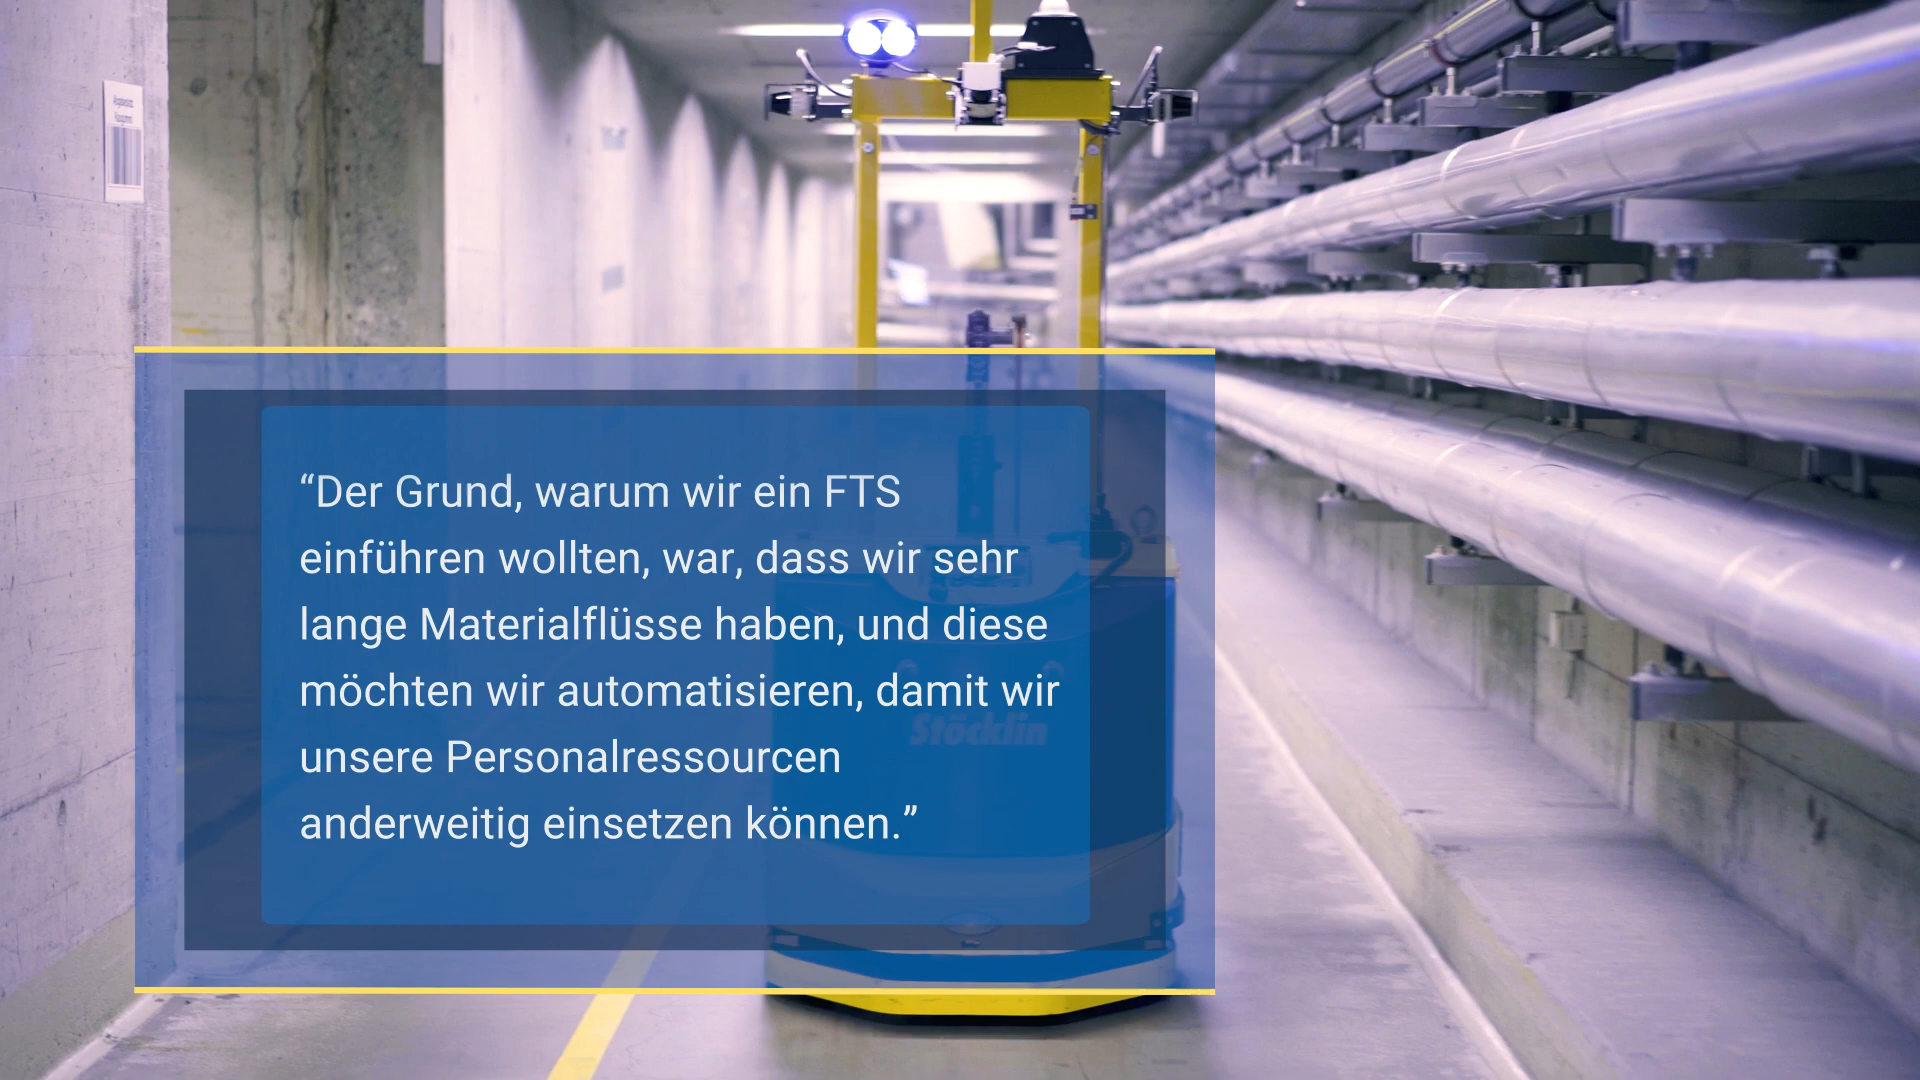 “Der Grund, warum wir ein FTS
einführen wollten, war, dass wir sehr
lange Materialflüsse haben, und diese
möchten wir automatisieren, damit wir
unsere Personalressourcen
anderweitig einsetzen können.”
Stöcklin